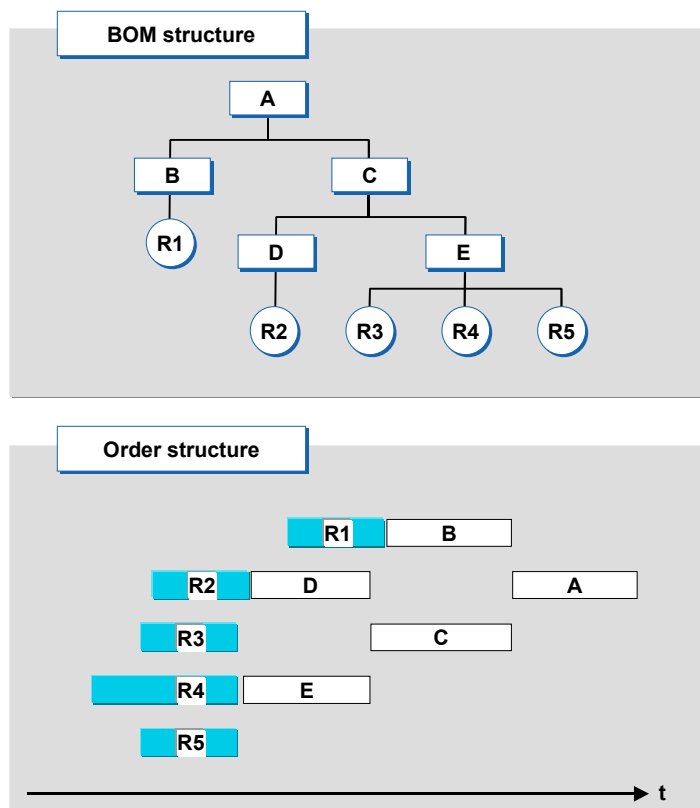 BOM structure
A
B C
R1
D E
R2 R3 R4 R5
Order structure
R1 B
R2 D A
R3 C
R4 E
R5
t